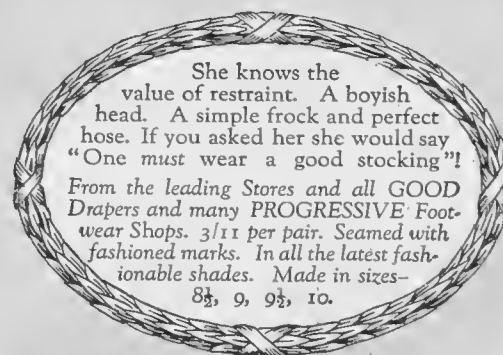 She knows the
value of restraint. A boyish
head. A simple frock and perfect
hose. If you asked her she would say
"One must wear a good stocking"!
From the leading Stores and all GOOD
Drapers and many PROGRESSIVE Foot-
wear Shops. 3/11 per pair. Seamed with
fashioned marks. In all the latest fash-
ionable shades. Made in sizes–
8½, 9, 9½, 10.